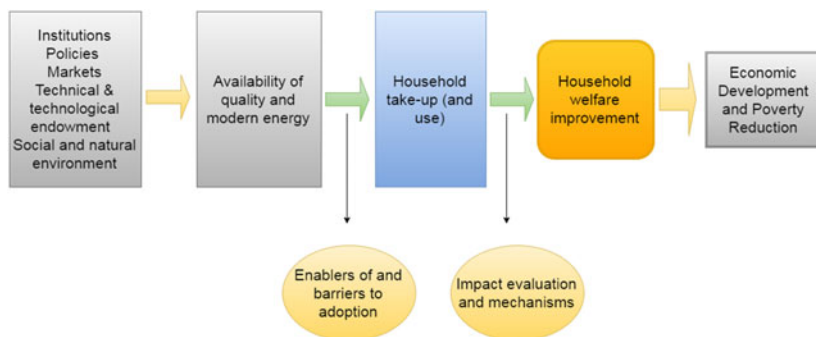 Institutions
Policies
Markets
Technical &
technological
endowment
Social and natural
environment
Availability of
quality and
modern energy
Household
take-up (and
use)
Household
welfare
improvement
Economic
Development
and Poverty
Reduction
Enablers of and
barriers to
adoption
Impact evaluation
and mechanisms